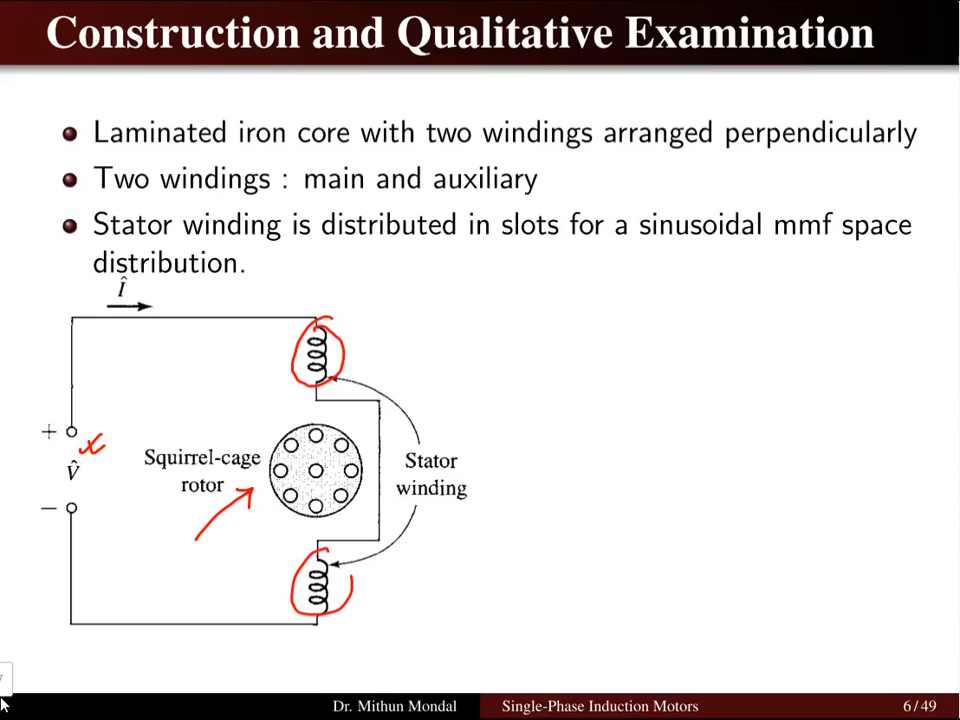 Construction and Qualitative Examination
Laminated iron core with two windings arranged perpendicularly
Two windings : main and auxiliary
Stator winding is distributed in slots for a sinusoidal mmf space
distribution.
Î
+
x
V̂
−
Squirrel-cage
rotor
Stator
winding
Dr. Mithun Mondal
Single-Phase Induction Motors
6 / 49